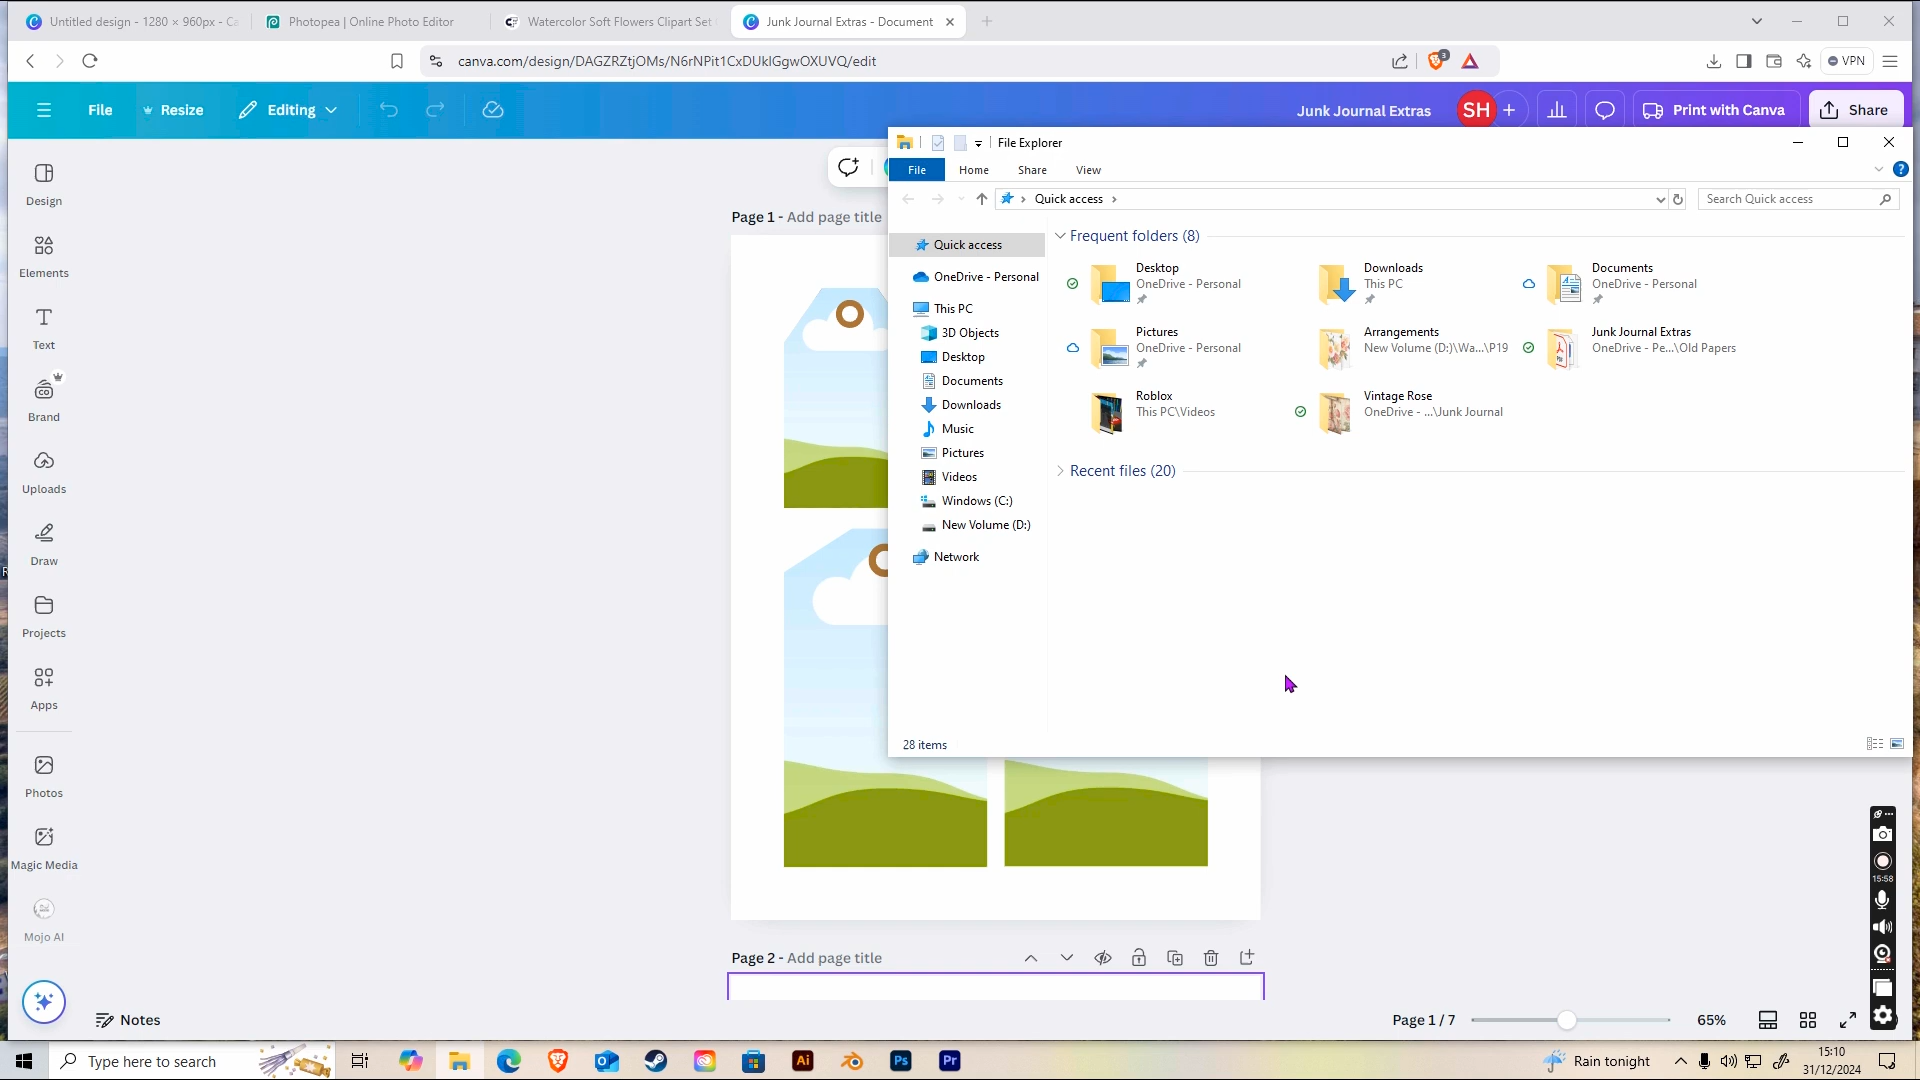 Untitled design - 1280 × 960px - Ca
Photopea | Online Photo Editor
Watercolor Soft Flowers Clipart Set
Junk Journal Extras - Document
canva.com/design/DAGZRZtjOMs/N6rNPit1CxDUkIGgwOXUVQ/edit
3
VPN
File
Resize
Editing
Junk Journal Extras
SH
Print with Canva
Share
Design
Elements
Text
Brand
Uploads
Draw
Projects
Apps
Photos
Magic Media
Mojo AI
Page 1 - Add page title
File Explorer
File
Home
Share
View
Quick access
Search Quick access
Quick access
OneDrive - Personal
This PC
3D Objects
Desktop
Documents
Downloads
Music
Pictures
Videos
Windows (C:)
New Volume (D:)
Network
Frequent folders (8)
Desktop
OneDrive - Personal
Downloads
This PC
Documents
OneDrive - Personal
Pictures
OneDrive - Personal
Arrangements
New Volume (D:)\Wa...\P19
Junk Journal Extras
OneDrive - Pe...\Old Papers
Roblox
This PC\Videos
Vintage Rose
OneDrive - ...\Junk Journal
Recent files (20)
28 items
15:58
Page 2 - Add page title
Notes
Page 1 / 7
65%
Type here to search
Ai
Ps
Pr
Rain tonight
15:10
31/12/2024